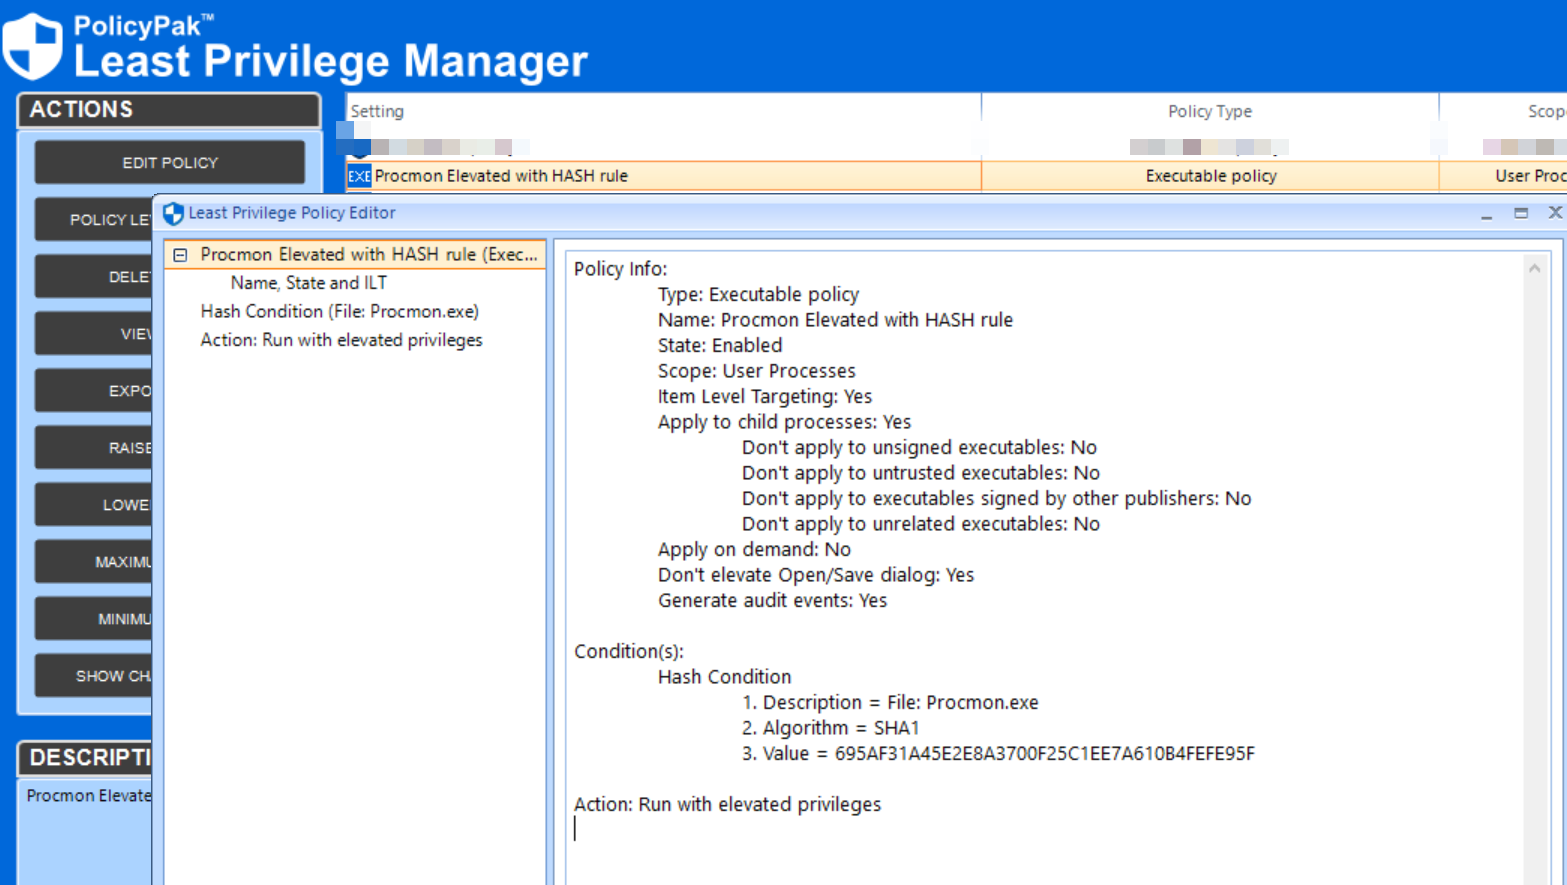 PolicyPak™
Least Privilege Manager
ACTIONS
EDIT POLICY
POLICY LE
DELE
VIEW
EXPO
RAISE
LOWE
MAXIMU
MINIMU
SHOW CH
DESCRIPTI
Procmon Elevate
Setting Policy Type Scop
EXE Procmon Elevated with HASH rule Executable policy User Proc
Least Privilege Policy Editor
Procmon Elevated with HASH rule (Exec...
Name, State and ILT
Hash Condition (File: Procmon.exe)
Action: Run with elevated privileges
Policy Info:
Type: Executable policy
Name: Procmon Elevated with HASH rule
State: Enabled
Scope: User Processes
Item Level Targeting: Yes
Apply to child processes: Yes
Don't apply to unsigned executables: No
Don't apply to untrusted executables: No
Don't apply to executables signed by other publishers: No
Don't apply to unrelated executables: No
Apply on demand: No
Don't elevate Open/Save dialog: Yes
Generate audit events: Yes
Condition(s):
Hash Condition
1. Description = File: Procmon.exe
2. Algorithm = SHA1
3. Value = 695AF31A45E2E8A3700F25C1EE7A610B4FEFE95F
Action: Run with elevated privileges